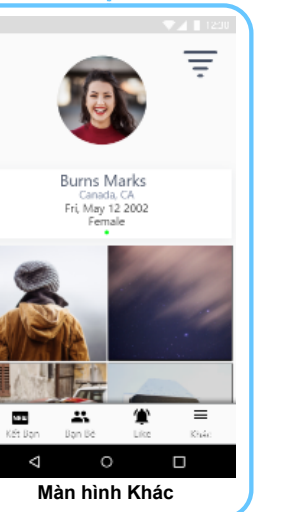 12:30
Burns Marks
Canada, CA
Fri, May 12 2002
Female
NEW
Kết Bạn Bạn Bè Like Khác
Màn hình Khác